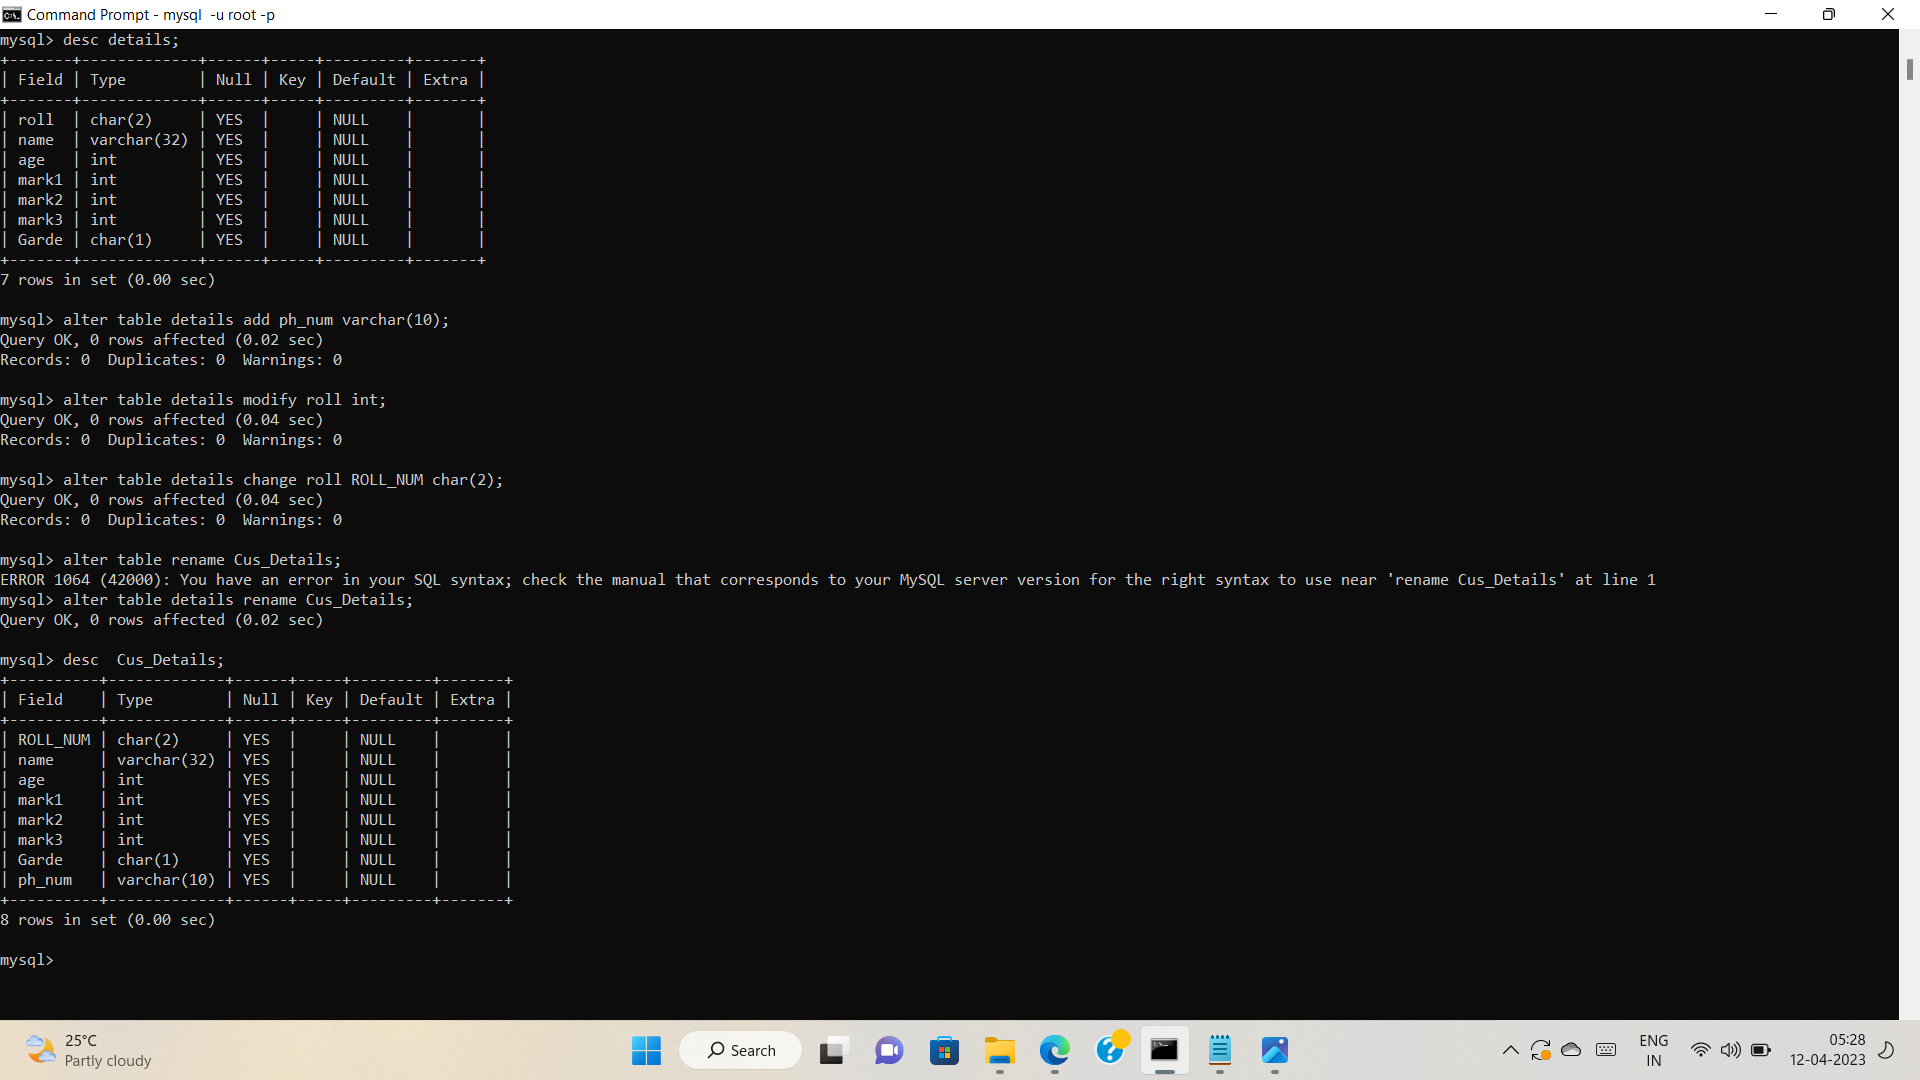 Command Prompt - mysql  -u root -p
mysql> desc details;
+-------+-------------+------+-----+---------+-------+
| Field | Type        | Null | Key | Default | Extra |
+-------+-------------+------+-----+---------+-------+
| roll  | char(2)     | YES  |     | NULL    |       |
| name  | varchar(32) | YES  |     | NULL    |       |
| age   | int         | YES  |     | NULL    |       |
| mark1 | int         | YES  |     | NULL    |       |
| mark2 | int         | YES  |     | NULL    |       |
| mark3 | int         | YES  |     | NULL    |       |
| Garde | char(1)     | YES  |     | NULL    |       |
+-------+-------------+------+-----+---------+-------+
7 rows in set (0.00 sec)
mysql> alter table details add ph_num varchar(10);
Query OK, 0 rows affected (0.02 sec)
Records: 0  Duplicates: 0  Warnings: 0
mysql> alter table details modify roll int;
Query OK, 0 rows affected (0.04 sec)
Records: 0  Duplicates: 0  Warnings: 0
mysql> alter table details change roll ROLL_NUM char(2);
Query OK, 0 rows affected (0.04 sec)
Records: 0  Duplicates: 0  Warnings: 0
mysql> alter table rename Cus_Details;
ERROR 1064 (42000): You have an error in your SQL syntax; check the manual that corresponds to your MySQL server version for the right syntax to use near 'rename Cus_Details' at line 1
mysql> alter table details rename Cus_Details;
Query OK, 0 rows affected (0.02 sec)
mysql> desc  Cus_Details;
+----------+-------------+------+-----+---------+-------+
| Field    | Type        | Null | Key | Default | Extra |
+----------+-------------+------+-----+---------+-------+
| ROLL_NUM | char(2)     | YES  |     | NULL    |       |
| name     | varchar(32) | YES  |     | NULL    |       |
| age      | int         | YES  |     | NULL    |       |
| mark1    | int         | YES  |     | NULL    |       |
| mark2    | int         | YES  |     | NULL    |       |
| mark3    | int         | YES  |     | NULL    |       |
| Garde    | char(1)     | YES  |     | NULL    |       |
| ph_num   | varchar(10) | YES  |     | NULL    |       |
+----------+-------------+------+-----+---------+-------+
8 rows in set (0.00 sec)
mysql>
25°C
Partly cloudy
Search
ENG
IN
05:28
12-04-2023